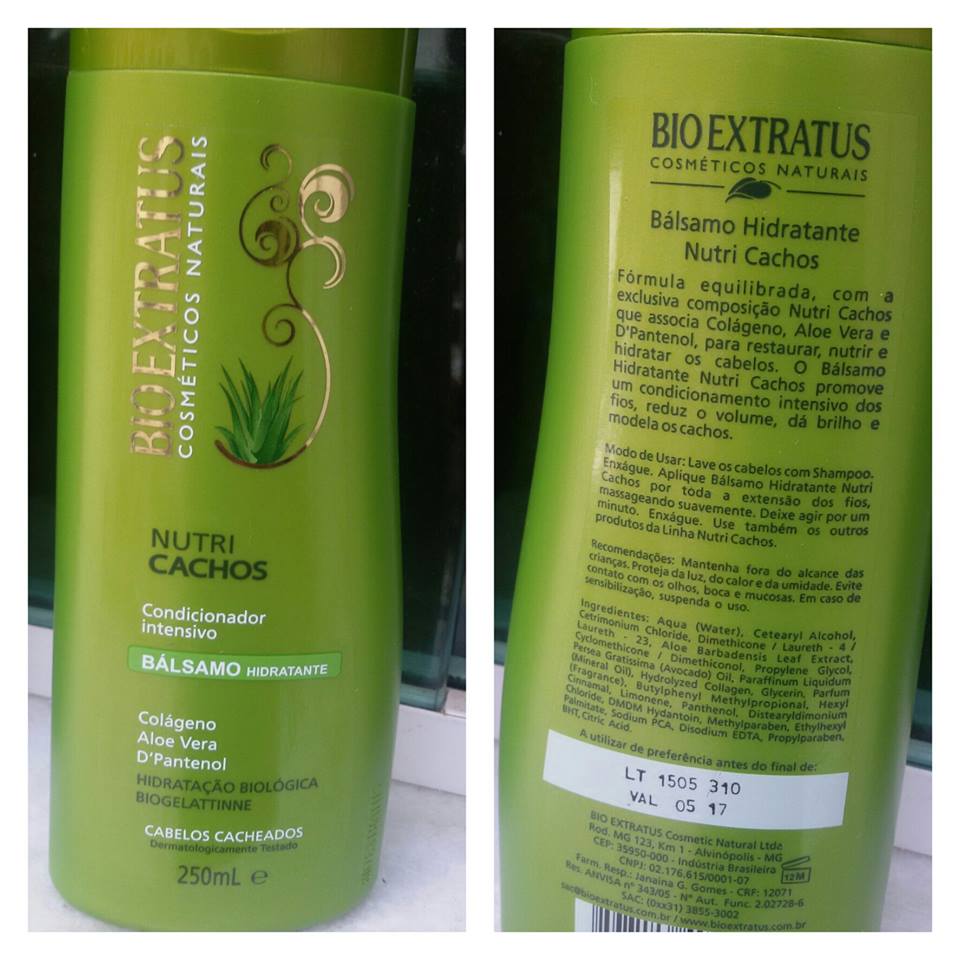 BIO EXTRATUS
COSMÉTICOS NATURAIS
NUTRI
CACHOS
Condicionador
intensivo
BÁLSAMO HIDRATANTE
Colágeno
Aloe Vera
D'Pantenol
HIDRATAÇÃO BIOLÓGICA
BIOGELATTINNE
CABELOS CACHEADOS
Dermatologicamente Testado
250mL e
BIO EXTRATUS
COSMÉTICOS NATURAIS
Bálsamo Hidratante
Nutri Cachos
Fórmula equilibrada, com a
exclusiva composição Nutri Cachos
que associa Colágeno, Aloe Vera e
D'Pantenol, para restaurar, nutrir e
hidratar os cabelos. O Bálsamo
Hidratante Nutri Cachos promove
um condicionamento intensivo dos
fios, reduz o volume, dá brilho e
modela os cachos.
Modo de Usar: Lave os cabelos com Shampoo.
Enxágue. Aplique Bálsamo Hidratante Nutri
Cachos por toda a extensão dos fios,
massageando suavemente. Deixe agir por um
minuto. Enxágue. Use também os outros
produtos da Linha Nutri Cachos.
Recomendações: Mantenha fora do alcance das
crianças. Proteja da luz, do calor e da umidade. Evite
contato com os olhos, boca e mucosas. Em caso de
sensibilização, suspenda o uso.
Ingredientes: Aqua (Water), Cetearyl Alcohol,
Cetrimonium Chloride, Dimethicone / Laureth - 4 /
Laureth - 23, Aloe Barbadensis Leaf Extract,
Cyclomethicone / Dimethiconol, Propylene Glycol,
Persea Gratissima (Avocado) Oil, Paraffinum Liquidum
(Mineral Oil), Hydrolyzed Collagen, Glycerin, Parfum
(Fragrance), Butylphenyl Methylpropional, Hexyl
Cinnamal, Limonene, Panthenol, Distearyldimonium
Chloride, DMDM Hydantoin, Methylparaben, Ethylhexyl
Palmitate, Sodium PCA, Disodium EDTA, Propylparaben,
BHT, Citric Acid.
A utilizar de preferência antes do final de:
LT 1505 310
VAL 05 17
BIO EXTRATUS Cosmetic Natural Ltda
Rod. MG 123, Km 1 - Alvinópolis - MG
CEP: 35950-000 - Indústria Brasileira
CNPJ: 02.176.615/0001-07
12M
Farm. Resp.: Janaína G. Gomes - CRF: 12071
Res. ANVISA nº 343/05 - Nº Aut. Func. 2.02728-6
SAC: (0xx31) 3855-3002
sac@bioextratus.com.br / www.bioextratus.com.br